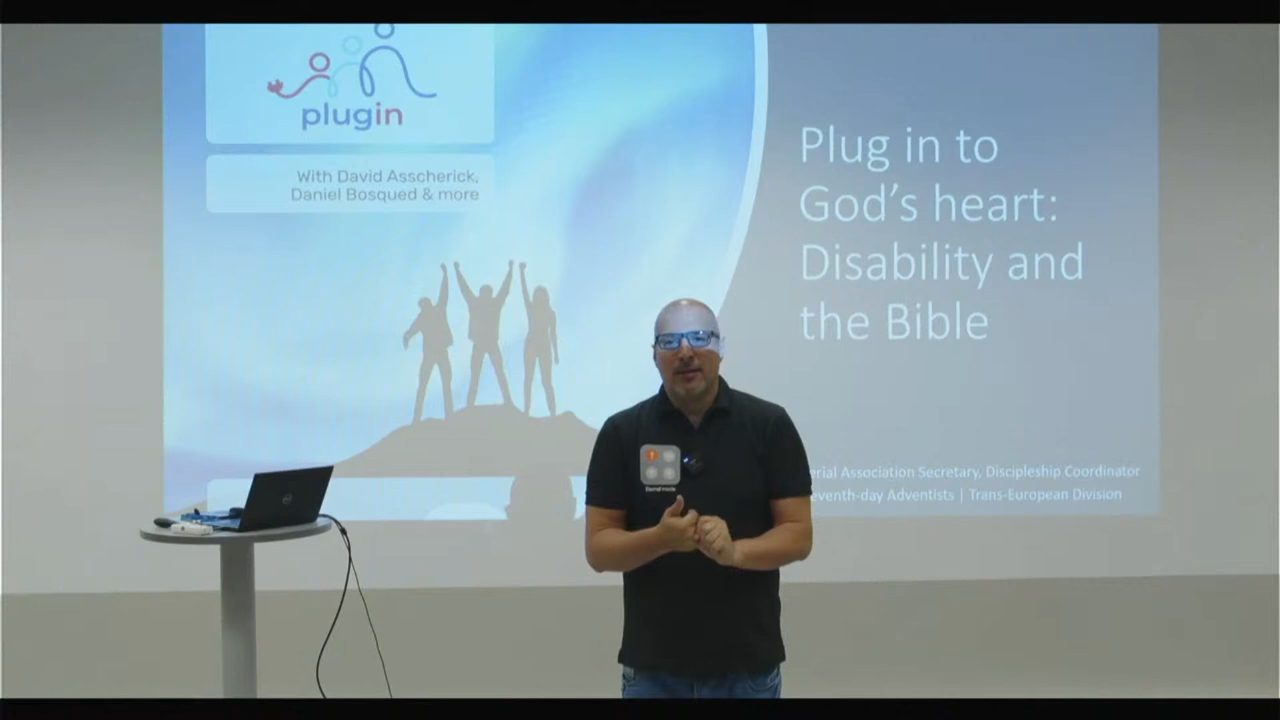 plugin
With David Asscherick,
Daniel Bosqued & more
Plug in to
God's heart:
Disability and
the Bible
Association Secretary, Discipleship Coordinator
Adventists | Trans-European Division